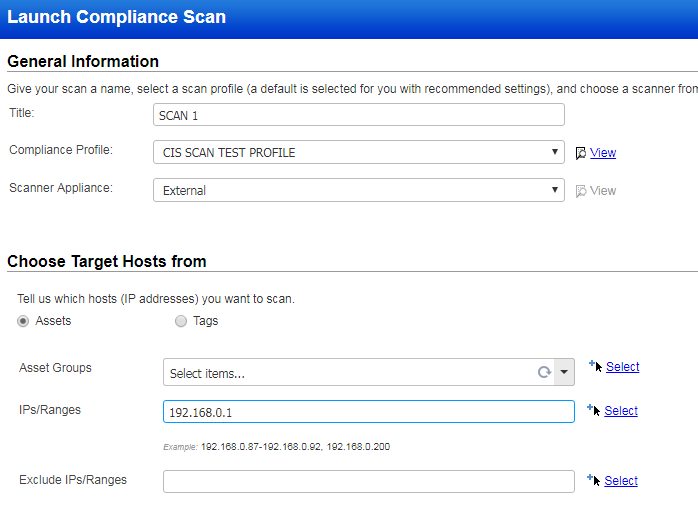 Launch Compliance Scan
General Information
Give your scan a name, select a scan profile (a default is selected for you with recommended settings), and choose a scanner from
Title:
SCAN 1
Compliance Profile:
CIS SCAN TEST PROFILE
View
Scanner Appliance:
External
View
Choose Target Hosts from
Tell us which hosts (IP addresses) you want to scan.
Assets
Tags
Asset Groups
Select items...
Select
IPs/Ranges
192.168.0.1
Select
Example: 192.168.0.87-192.168.0.92, 192.168.0.200
Exclude IPs/Ranges
Select